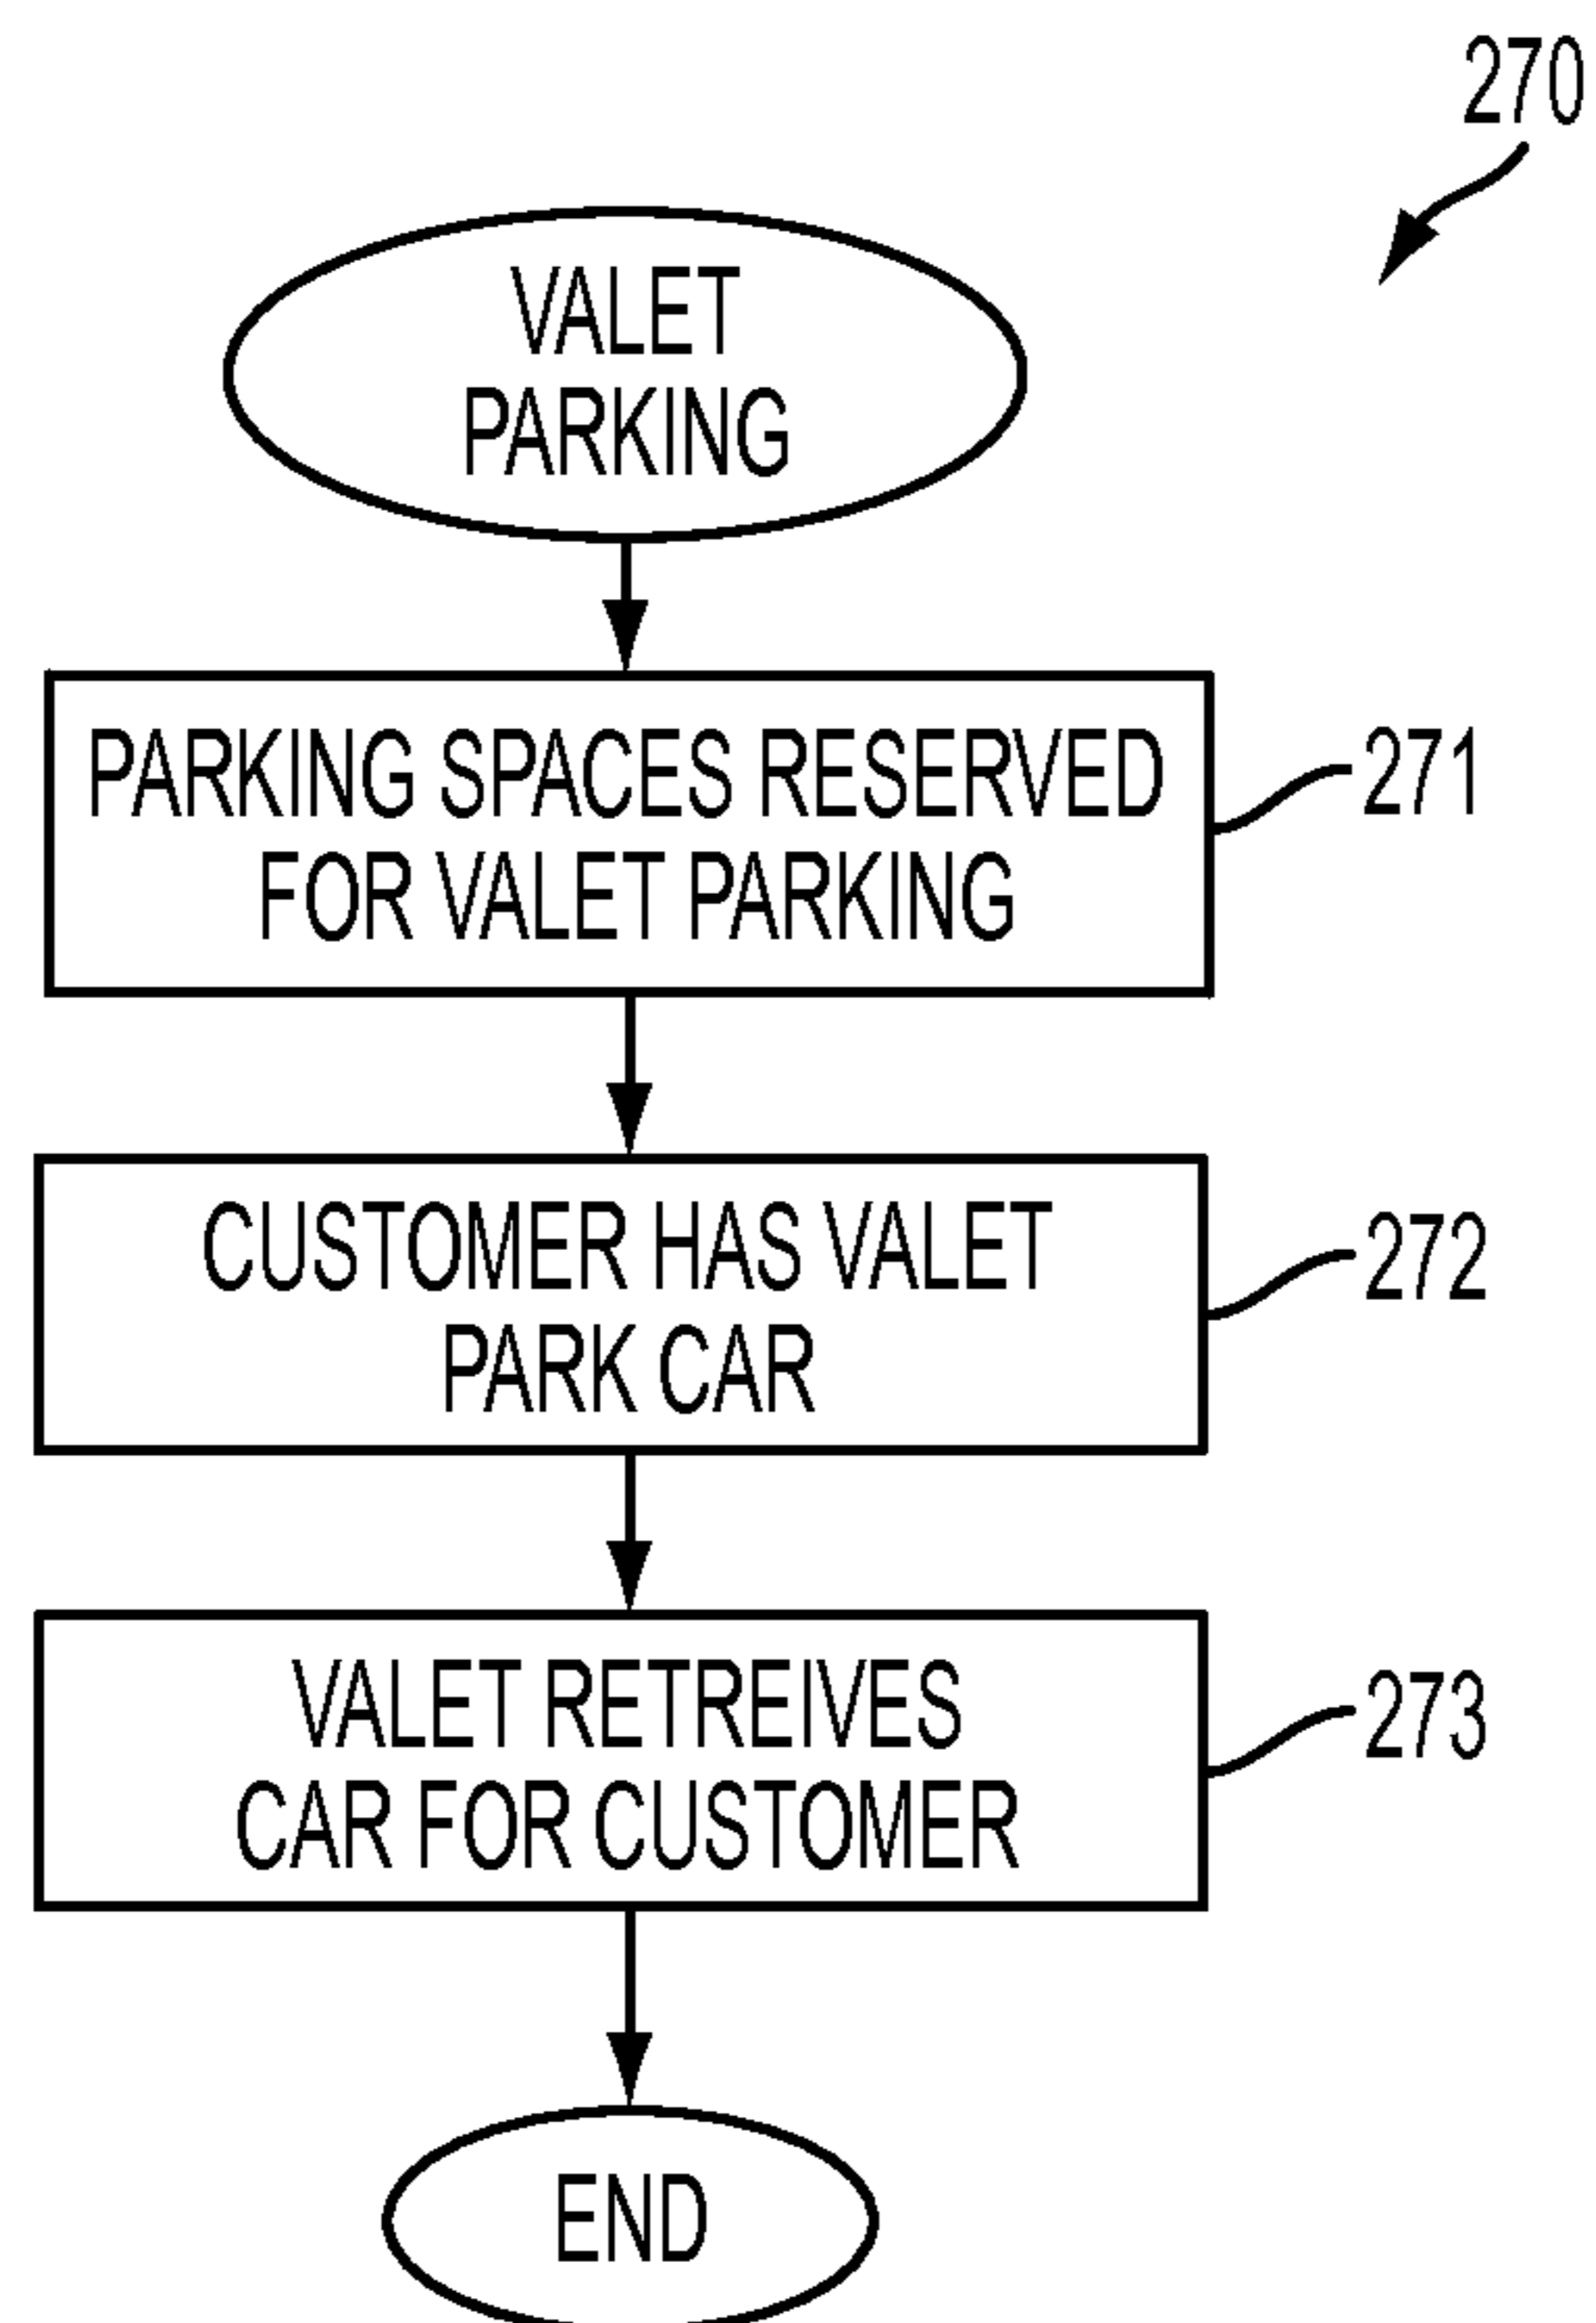 270
VALET
PARKING
PARKING SPACES RESERVED
FOR VALET PARKING
271
CUSTOMER HAS VALET
PARK CAR
272
VALET RETREIVES
CAR FOR CUSTOMER
273
END